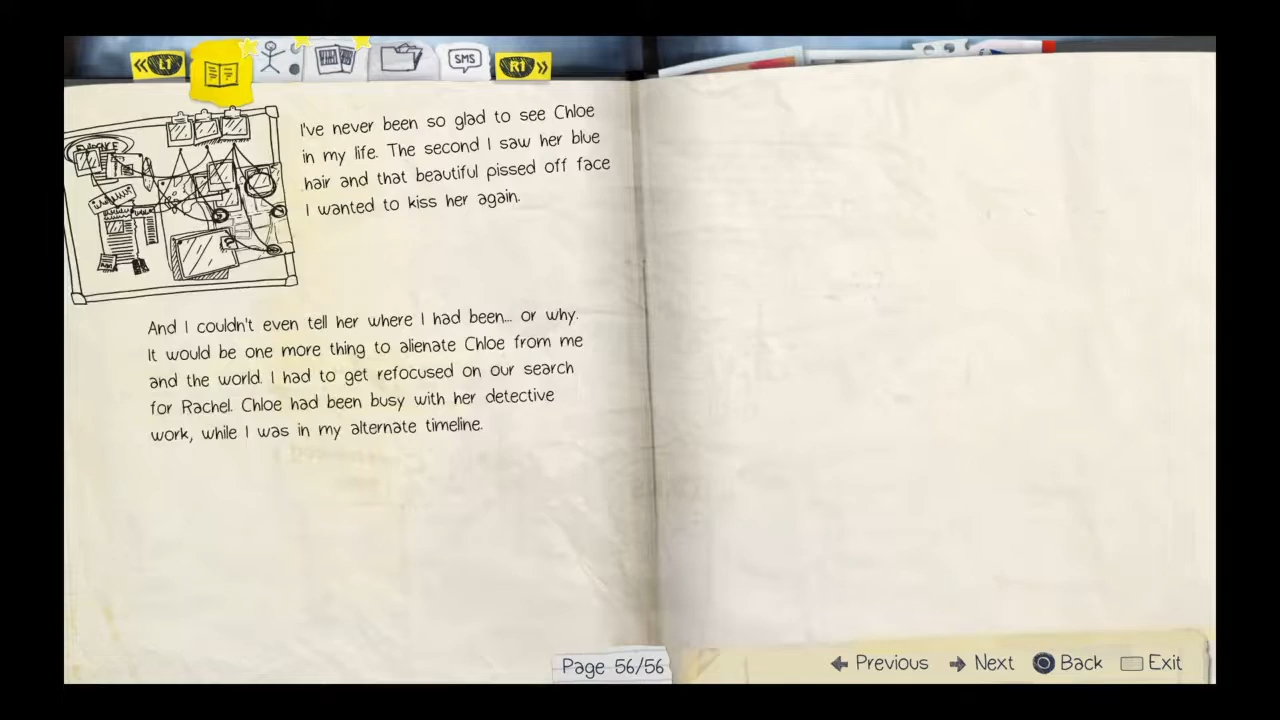 LT
SMS
R1
EVIDENCE
I've never been so glad to see Chloe
in my life. The second I saw her blue
hair and that beautiful pissed off face
I wanted to kiss her again.
And I couldn't even tell her where I had been... or why.
It would be one more thing to alienate Chloe from me
and the world. I had to get refocused on our search
for Rachel. Chloe had been busy with her detective
work, while I was in my alternate timeline.
Page 56/56
Previous
Next
Back
Exit